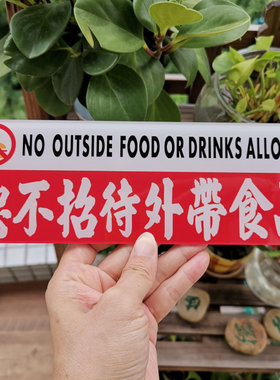 NO OUTSIDE FOOD OR DRINKS ALLO
不招待外帶食